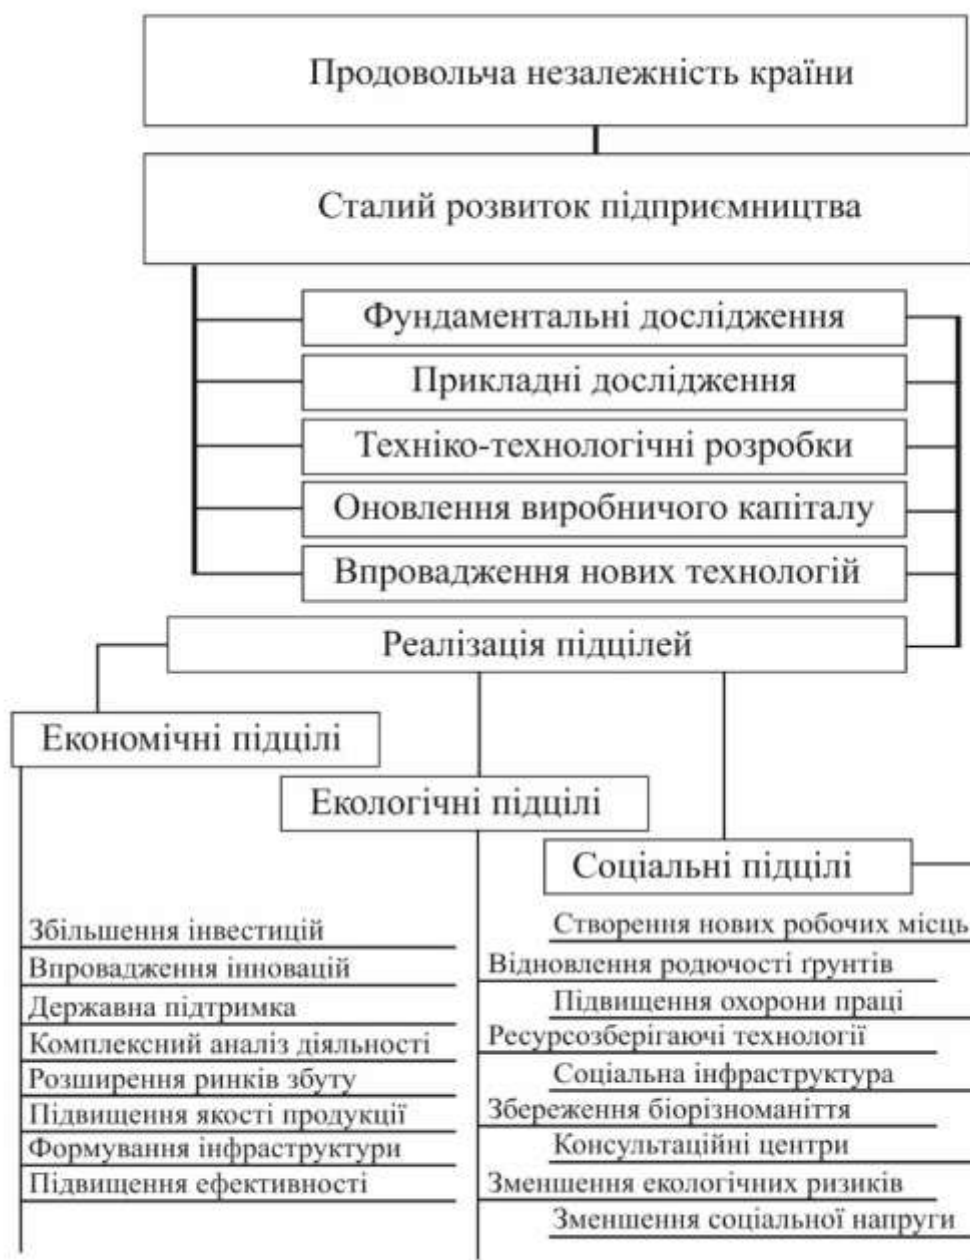 Продовольча незалежність країни
Сталий розвиток підприємництва
Фундаментальні дослідження
Прикладні дослідження
Техніко-технологічні розробки
Оновлення виробничого капіталу
Впровадження нових технологій
Реалізація підцілей
Економічні підцілі
Екологічні підцілі
Соціальні підцілі
Збільшення інвестицій
Впровадження інновацій
Державна підтримка
Комплексний аналіз діяльності
Розширення ринків збуту
Підвищення якості продукції
Формування інфраструктури
Підвищення ефективності
Створення нових робочих місць
Відновлення родючості ґрунтів
Підвищення охорони праці
Ресурсозберігаючі технології
Соціальна інфраструктура
Збереження біорізноманіття
Консультаційні центри
Зменшення екологічних ризиків
Зменшення соціальної напруги